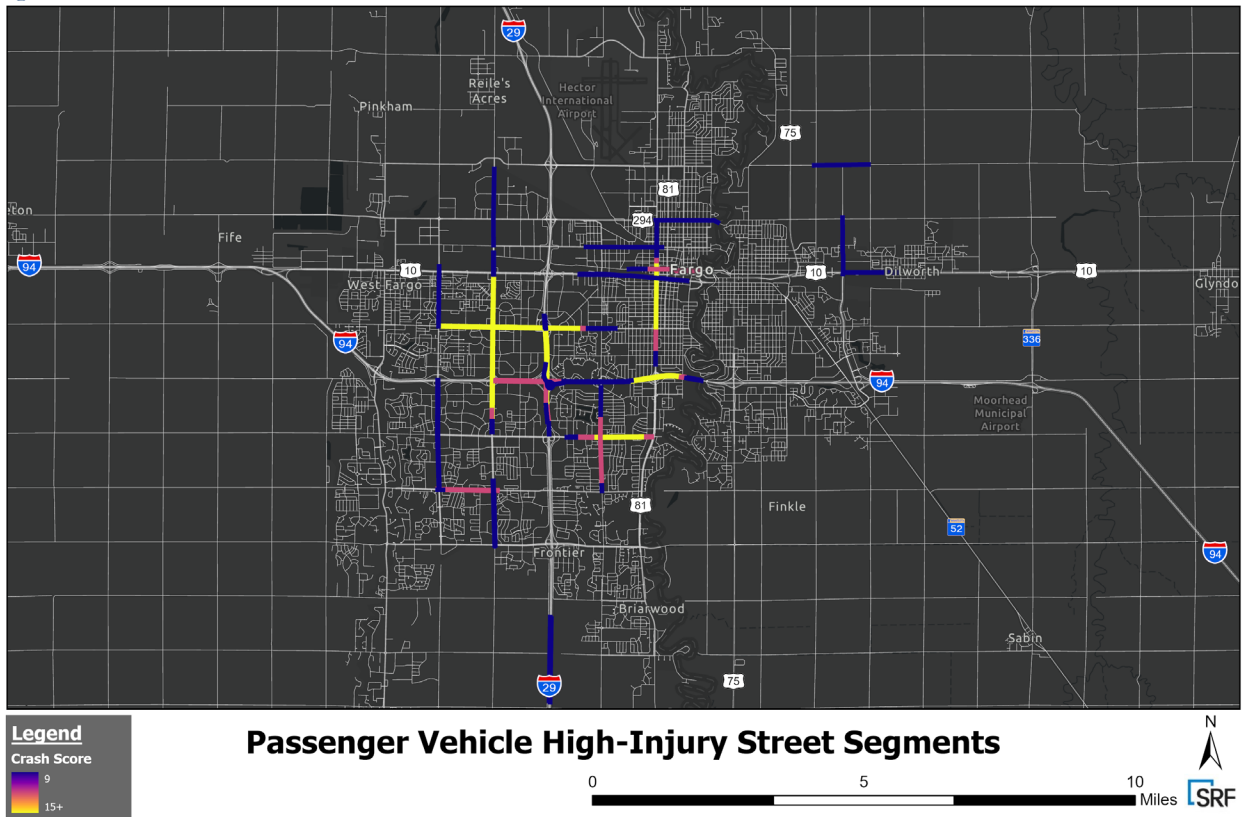 29
Reile's
Acres
Hector
International
Airport
Pinkham
75
81
294
eton
Fife
94
10
West Fargo
Fargo
10
Dilworth
10
Glyndo
94
336
94
Moorhead
Municipal
Airport
81
Finkle
52
94
Frontier
Briarwood
Sabin
29
75
Legend
Crash Score
9
15+
Passenger Vehicle High-Injury Street Segments
0 5 10
Miles
N
SRF